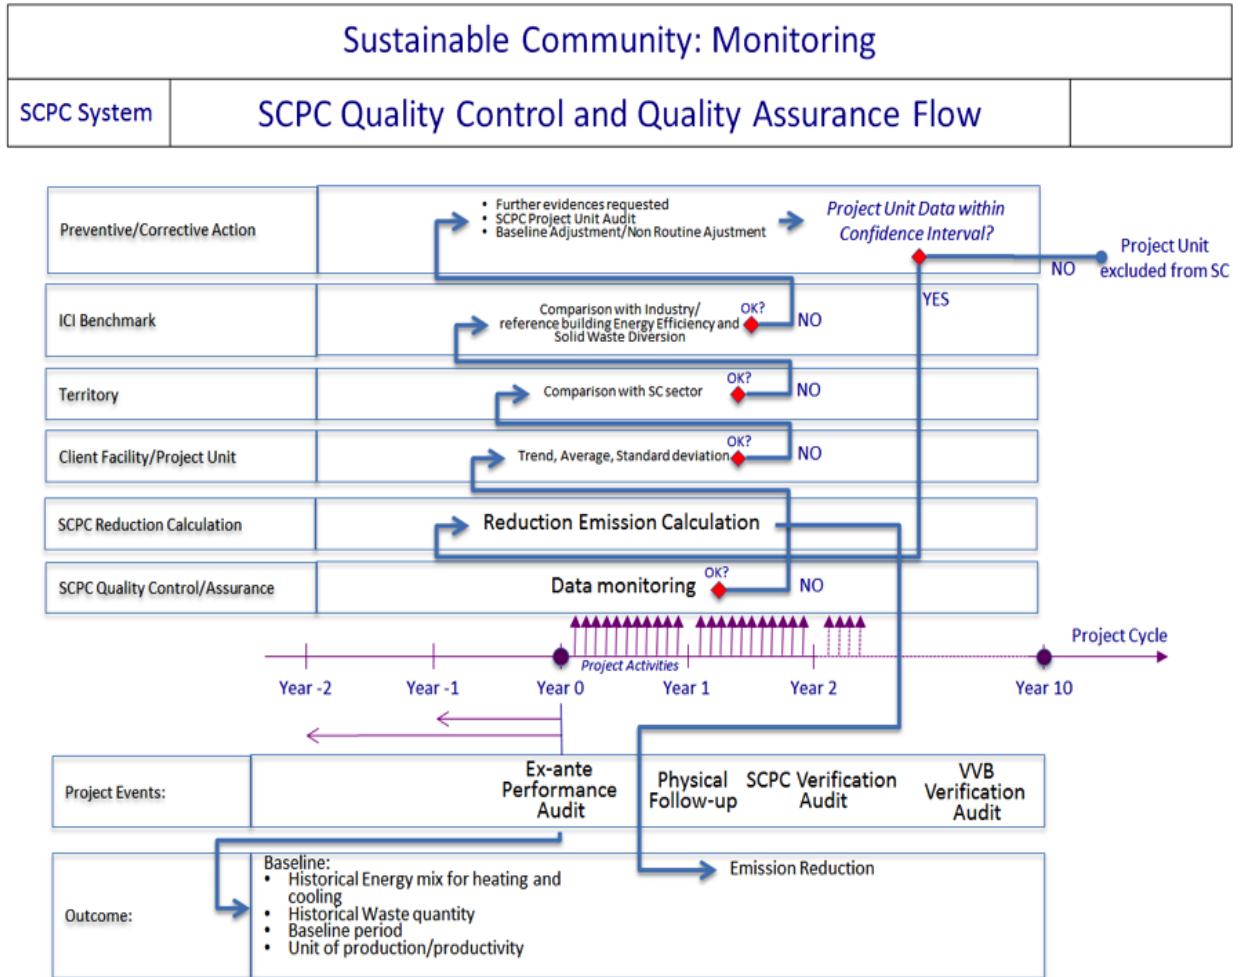 Sustainable Community: Monitoring
SCPC System
SCPC Quality Control and Quality Assurance Flow
Preventive/Corrective Action
• Further evidences requested
• SCPC Project Unit Audit
• Baseline Adjustment/Non Routine Ajustment
Project Unit Data within
Confidence Interval?
NO
Project Unit
excluded from SC
YES
ICI Benchmark
Comparison with Industry/
reference building Energy Efficiency and
Solid Waste Diversion
OK?
NO
Territory
Comparison with SC sector
OK?
NO
Client Facility/Project Unit
Trend, Average, Standard deviation
OK?
NO
SCPC Reduction Calculation
Reduction Emission Calculation
SCPC Quality Control/Assurance
Data monitoring
OK?
NO
Project Cycle
Project Activities
Year -2
Year -1
Year 0
Year 1
Year 2
Year 10
Project Events:
Ex-ante
Performance
Audit
Physical
Follow-up
SCPC Verification
Audit
VVB
Verification
Audit
Outcome:
Baseline:
• Historical Energy mix for heating and
cooling
• Historical Waste quantity
• Baseline period
• Unit of production/productivity
Emission Reduction